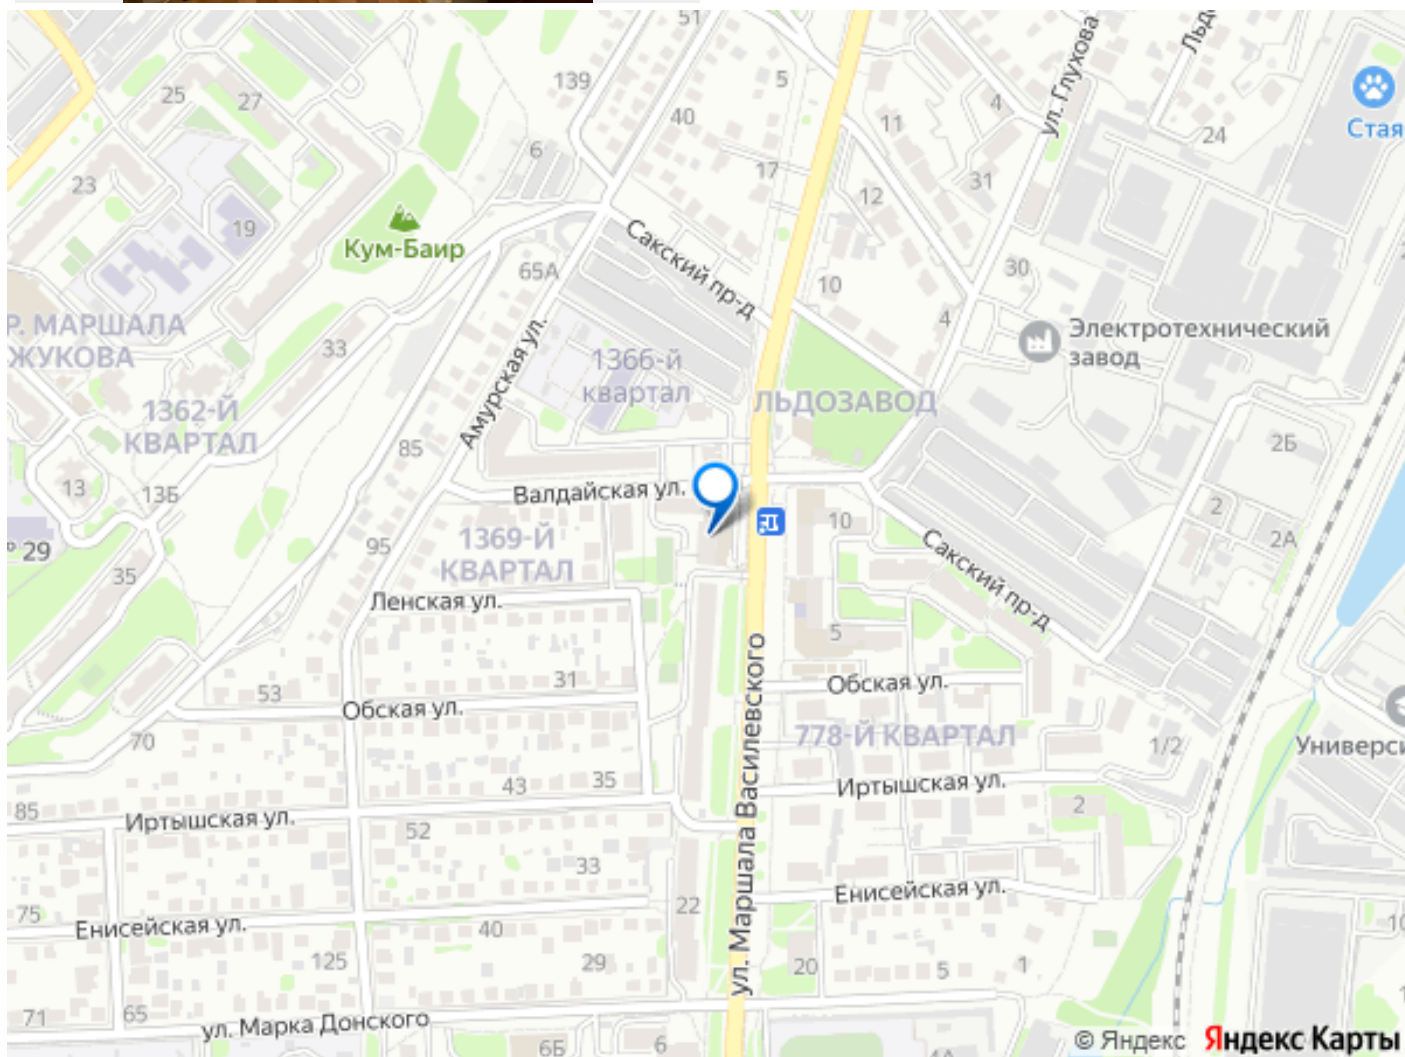 51
139
5
25
27
40
4
ул. Глухова
Стая
6
11
24
23
17
31
19
12
Кум-Баир
65А
Сакский пр-д
10
30
Р. МАРШАЛА
ЖУКОВА
33
4
Электротехнический
завод
1366-й
квартал
Амурская ул.
ЛЬДОЗАВОД
1362-Й
КВАРТАЛ
85
2Б
13
13Б
Валдайская ул.
2
10
29
95
1369-Й
КВАРТАЛ
2А
35
Сакский пр-д
Ленская ул.
5
53
31
Обская ул.
Обская ул.
70
778-Й КВАРТАЛ
1/2
Универси
43
35
Иртышская ул.
85
Иртышская ул.
52
2
33
ул. Маршала Василевского
75
Енисейская ул.
40
22
Енисейская ул.
10
125
29
20
5
1
71
65
ул. Марка Донского
6Б
6
4А
© Яндекс Яндекс Карты